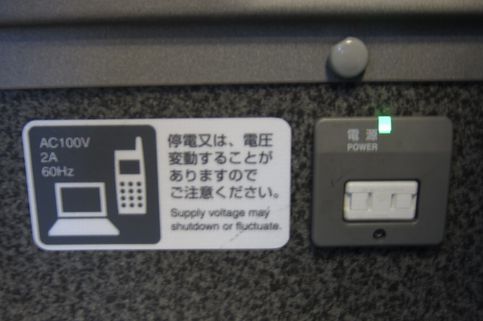 AC100V
2A
60Hz
停電又は、電圧
変動することが
ありますので
ご注意ください。
Supply voltage may
shutdown or fluctuate.
電源
POWER